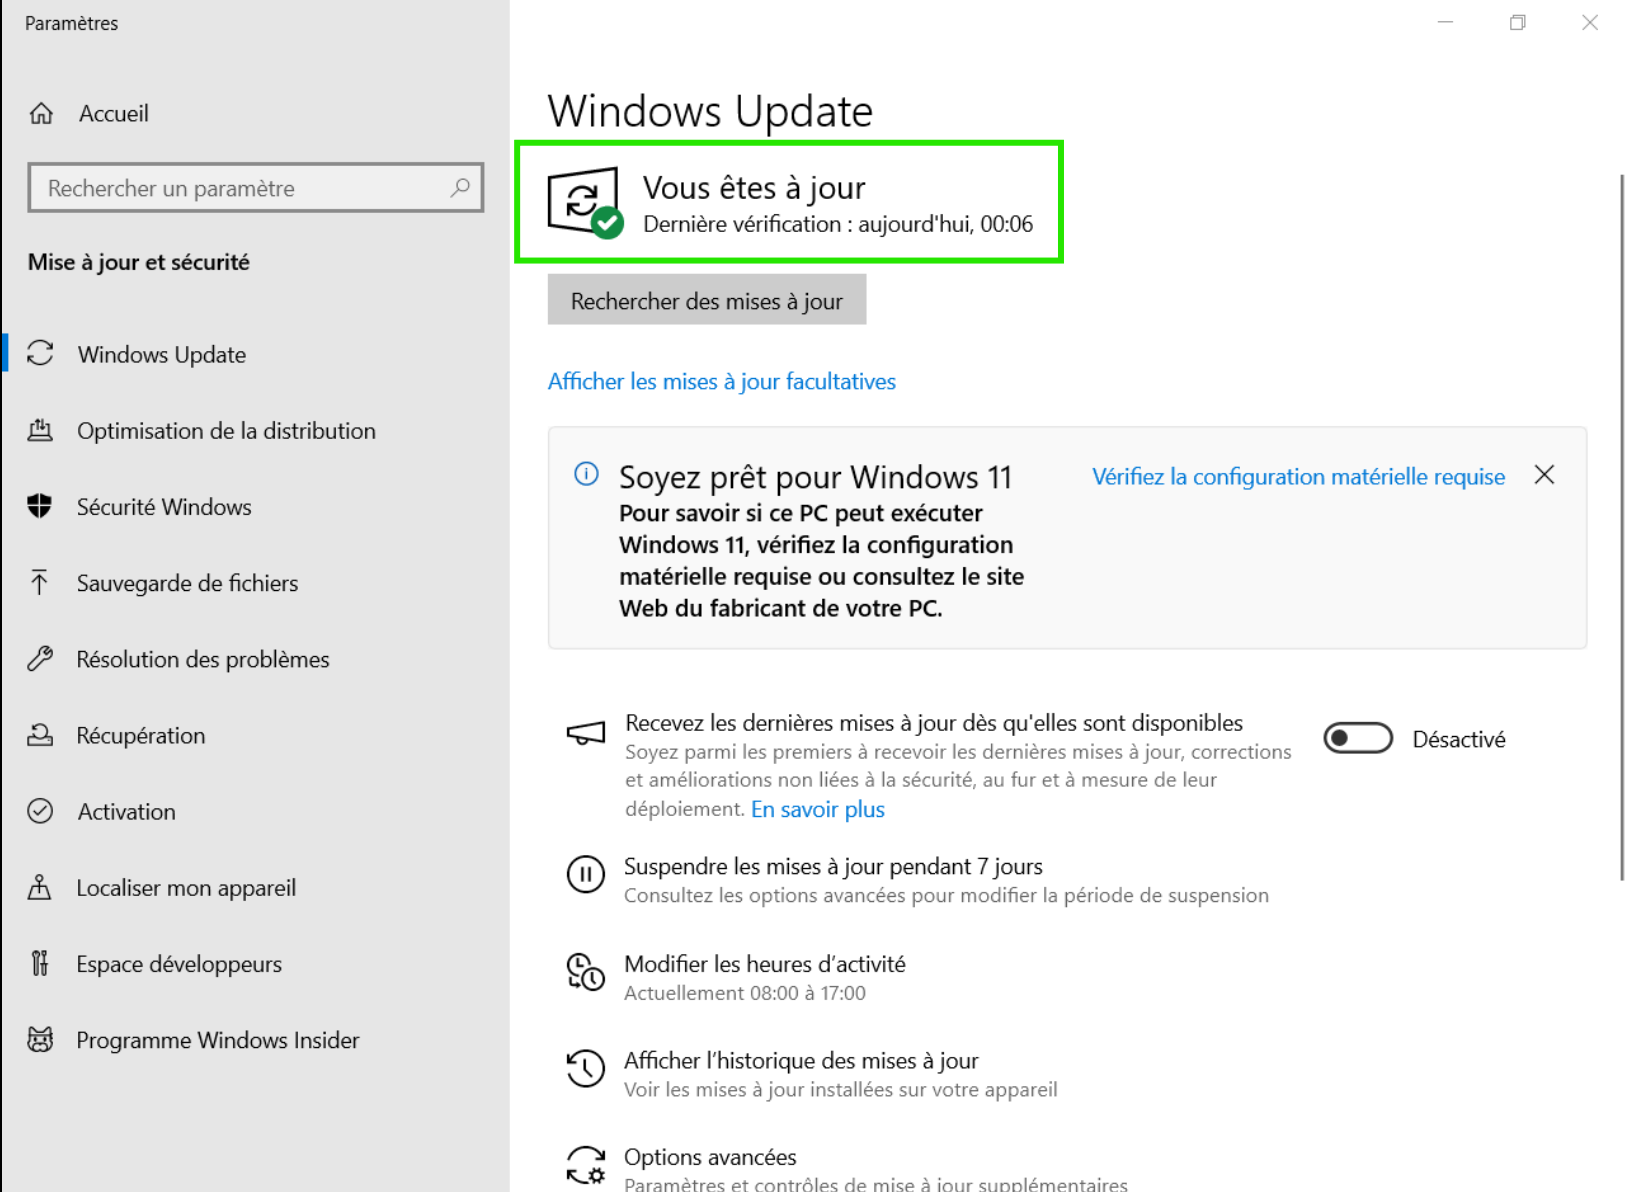 Paramètres
Accueil
Rechercher un paramètre
Mise à jour et sécurité
Windows Update
Optimisation de la distribution
Sécurité Windows
Sauvegarde de fichiers
Résolution des problèmes
Récupération
Activation
Localiser mon appareil
Espace développeurs
Programme Windows Insider
Windows Update
Vous êtes à jour
Dernière vérification : aujourd'hui, 00:06
Rechercher des mises à jour
Afficher les mises à jour facultatives
Soyez prêt pour Windows 11
Vérifiez la configuration matérielle requise
Pour savoir si ce PC peut exécuter
Windows 11, vérifiez la configuration
matérielle requise ou consultez le site
Web du fabricant de votre PC.
Recevez les dernières mises à jour dès qu'elles sont disponibles
Soyez parmi les premiers à recevoir les dernières mises à jour, corrections
et améliorations non liées à la sécurité, au fur et à mesure de leur
déploiement. En savoir plus
Désactivé
Suspendre les mises à jour pendant 7 jours
Consultez les options avancées pour modifier la période de suspension
Modifier les heures d’activité
Actuellement 08:00 à 17:00
Afficher l’historique des mises à jour
Voir les mises à jour installées sur votre appareil
Options avancées
Paramètres et contrôles de mise à jour supplémentaires